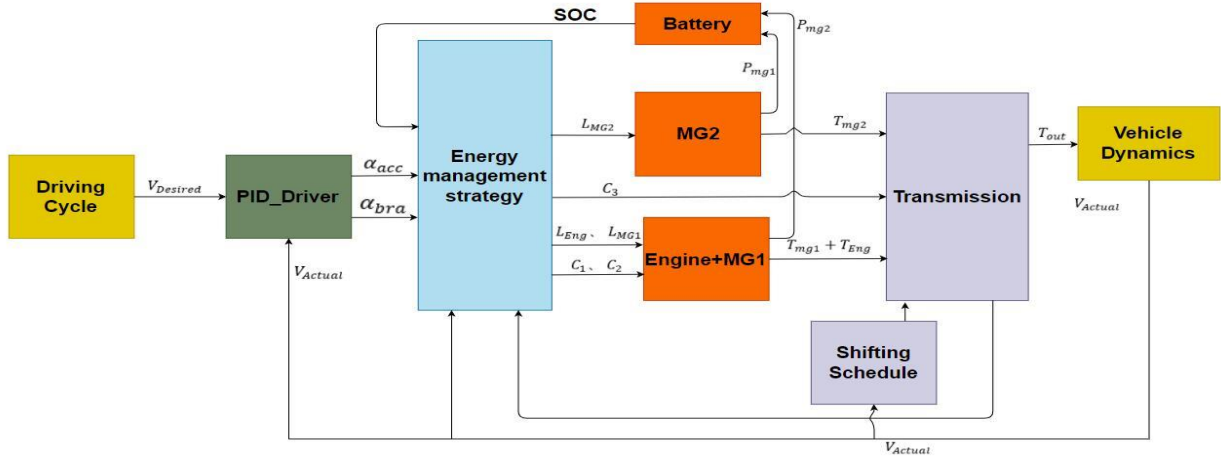 SOC
Battery
P_mg2
P_mg1
L_MG2
MG2
T_mg2
T_out
Vehicle
Dynamics
Driving
Cycle
V_Desired
PID_Driver
α_acc
α_bra
Energy
management
strategy
C_3
Transmission
V_Actual
L_Eng、 L_MG1
C_1、 C_2
Engine+MG1
T_mg1 + T_Eng
V_Actual
Shifting
Schedule
V_Actual